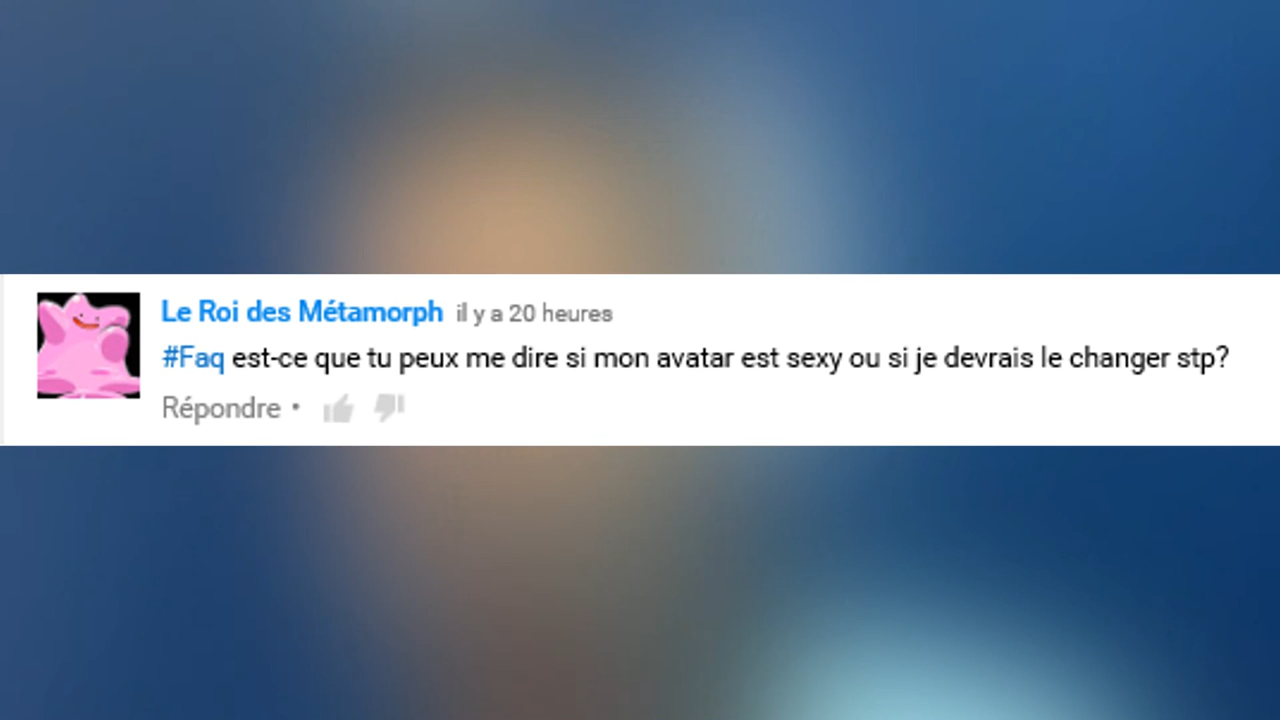 Le Roi des Métamorph il y a 20 heures
#Faq est-ce que tu peux me dire si mon avatar est sexy ou si je devrais le changer stp?
Répondre •